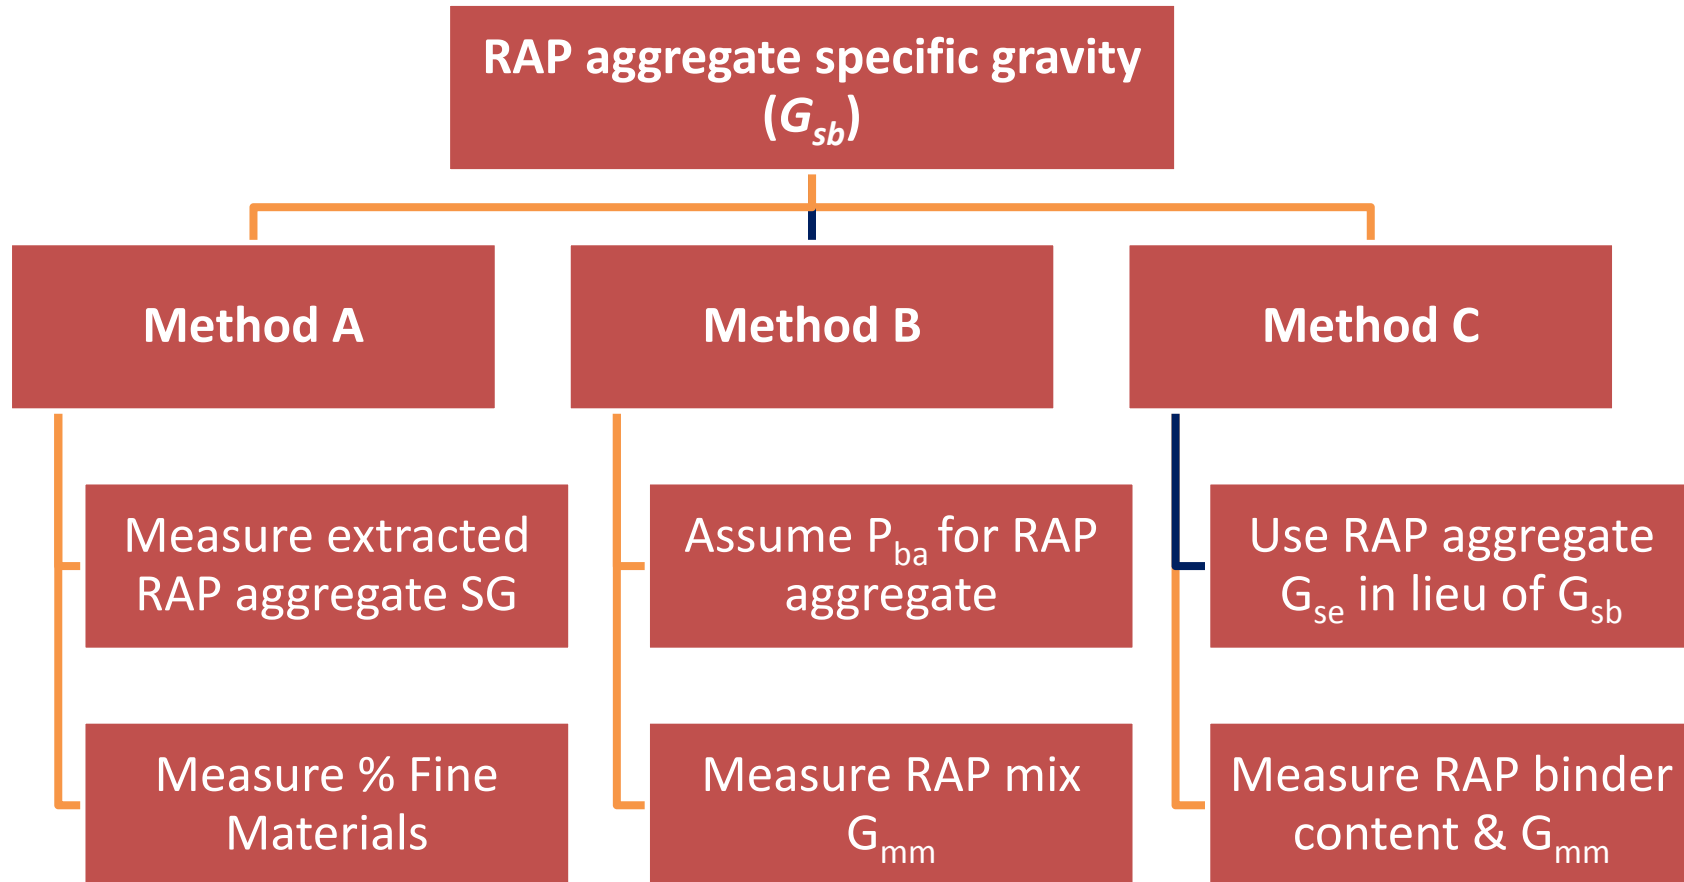 RAP aggregate specific gravity
(Gsb)
Method A
Method B
Method C
Measure extracted
RAP aggregate SG
Assume Pba for RAP
aggregate
Use RAP aggregate
Gse in lieu of Gsb
Measure % Fine
Materials
Measure RAP mix
Gmm
Measure RAP binder
content & Gmm